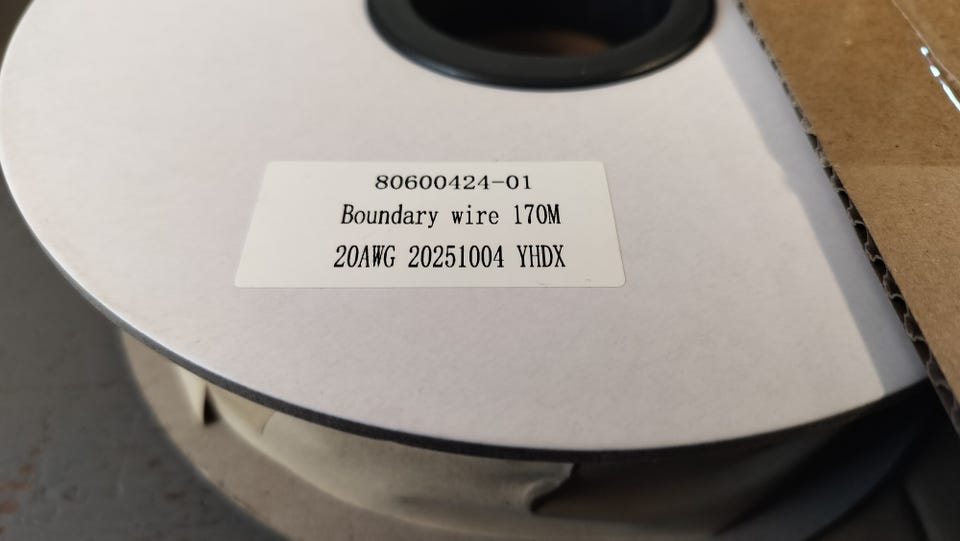 80600424-01
Boundary wire 170M
20AWG 20251004 YHDX